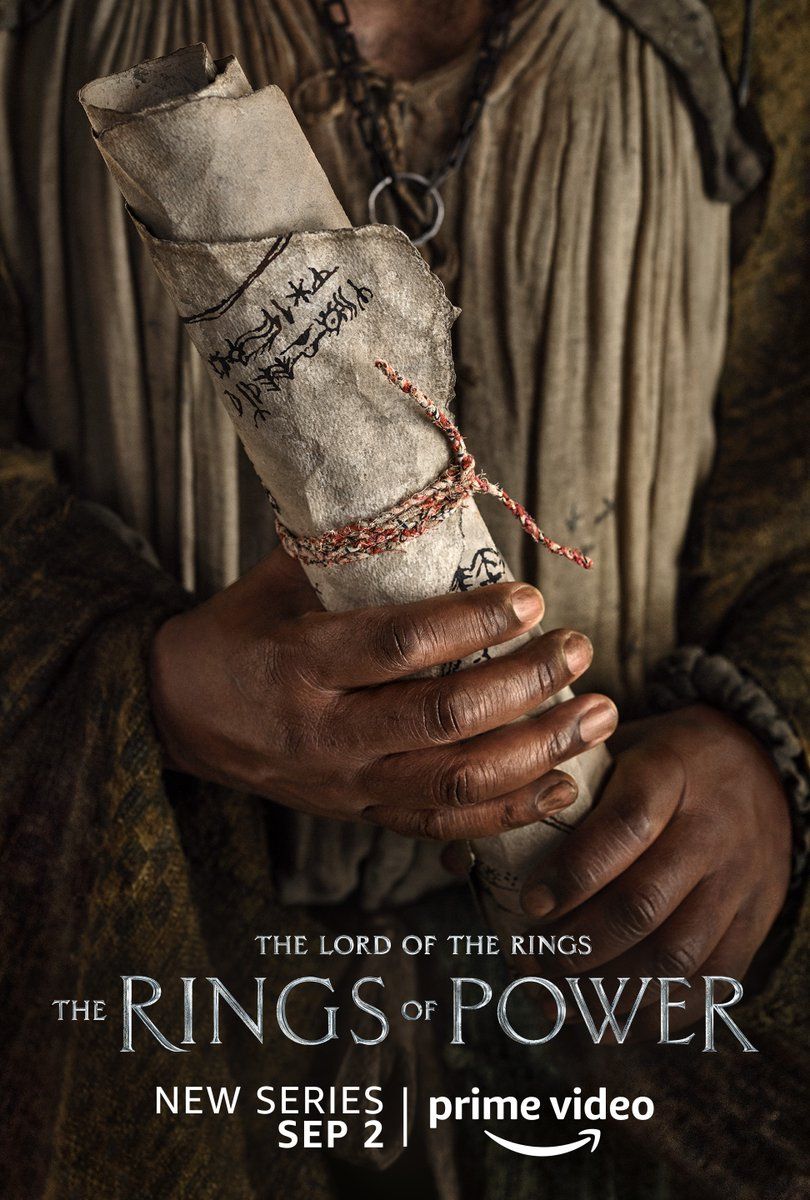 THE LORD OF THE RINGS
THE RINGS OF POWER
NEW SERIES
SEP 2
prime video